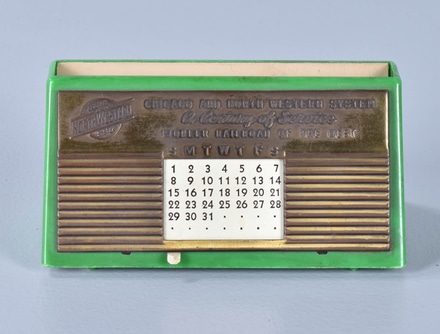 NORTH WESTERN
CHICAGO AND NORTH WESTERN SYSTEM
A Century of Service
PIONEER RAILROAD OF THE WEST
S M T W T F S
1 2 3 4 5 6 7
8 9 10 11 12 13 14
15 16 17 18 19 20 21
22 23 24 25 26 27 28
29 30 31 . . . .
. . . . . . .